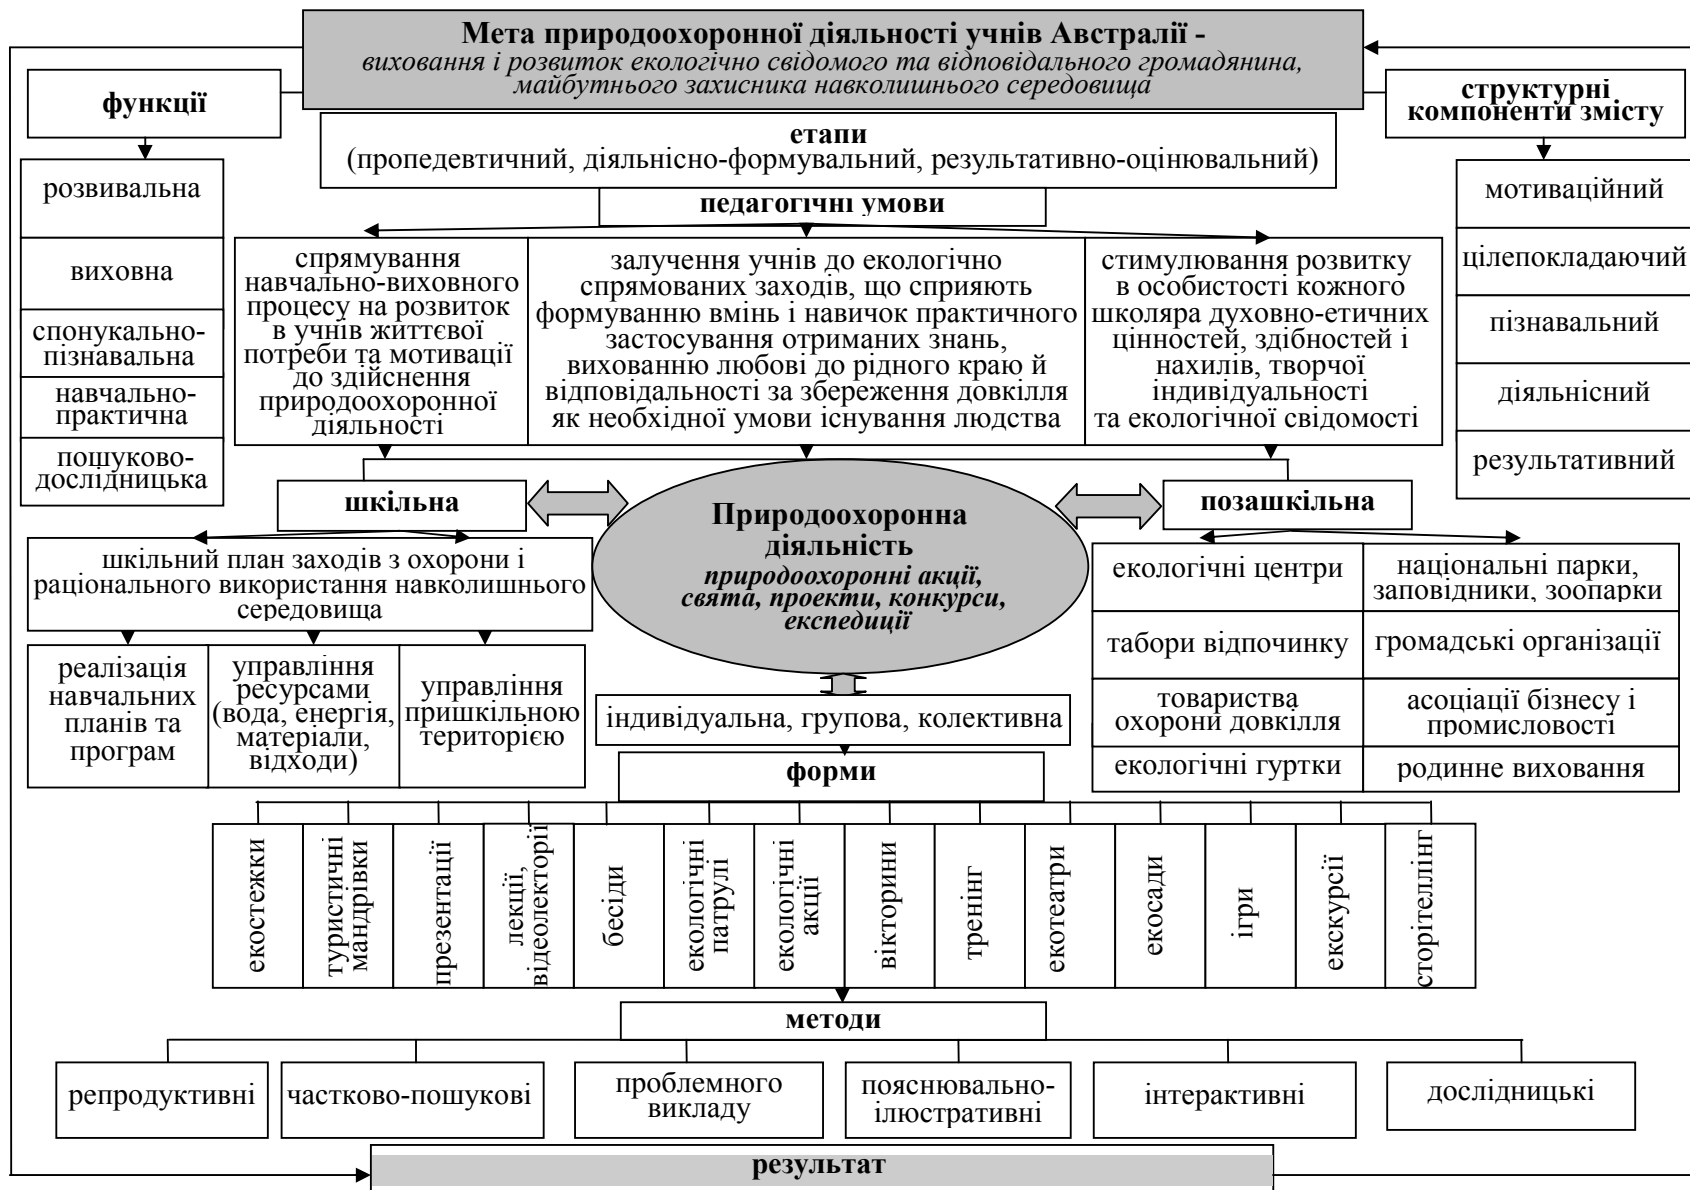 Мета природоохоронної діяльності учнів Австралії -
виховання і розвиток екологічно свідомого та відповідального громадянина,
майбутнього захисника навколишнього середовища
функції
структурні
компоненти змісту
етапи
(пропедевтичний, діяльнісно-формувальний, результативно-оцінювальний)
розвивальна
виховна
спонукально-
пізнавальна
навчально-
практична
пошуково-
дослідницька
мотиваційний
цілепокладаючий
пізнавальний
діяльнісний
результативний
педагогічні умови
спрямування
навчально-виховного
процесу на розвиток
в учнів життєвої
потреби та мотивації
до здійснення
природоохоронної
діяльності
залучення учнів до екологічно
спрямованих заходів, що сприяють
формуванню вмінь і навичок практичного
застосування отриманих знань,
вихованню любові до рідного краю й
відповідальності за збереження довкілля
як необхідної умови існування людства
стимулювання розвитку
в особистості кожного
школяра духовно-етичних
цінностей, здібностей і
нахилів, творчої
індивідуальності
та екологічної свідомості
шкільна
Природоохоронна
діяльність
природоохоронні акції,
свята, проекти, конкурси,
експедиції
позашкільна
шкільний план заходів з охорони і
раціонального використання навколишнього
середовища
реалізація
навчальних
планів та
програм
управління
ресурсами
(вода, енергія,
матеріали,
відходи)
управління
пришкільною
територією
екологічні центри
національні парки,
заповідники, зоопарки
табори відпочинку
громадські організації
товариства
охорони довкілля
асоціації бізнесу і
промисловості
екологічні гуртки
родинне виховання
індивідуальна, групова, колективна
форми
екостежки
туристичні
мандрівки
презентації
лекції,
відеолекторії
бесіди
екологічні
патрулі
екологічні
акції
вікторини
тренінг
екотеатри
екосади
ігри
екскурсії
сторітеллінг
методи
репродуктивні
частково-пошукові
проблемного
викладу
пояснювально-
ілюстративні
інтерактивні
дослідницькі
результат